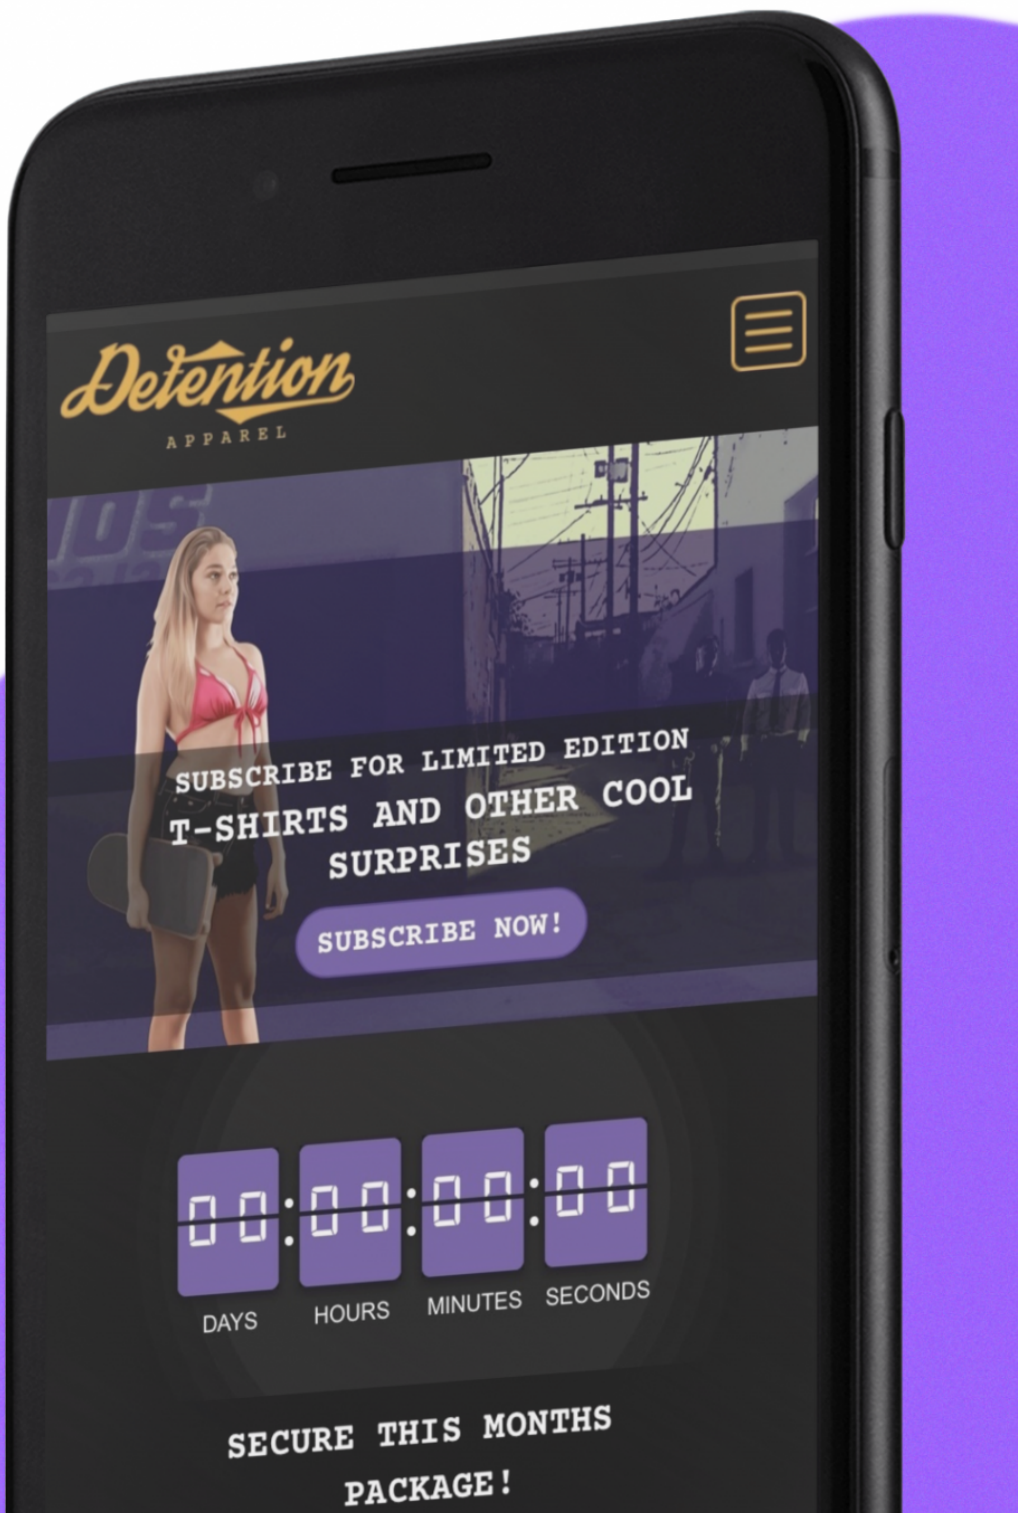 Detention
APPAREL
SUBSCRIBE FOR LIMITED EDITION
T-SHIRTS AND OTHER COOL
SURPRISES
SUBSCRIBE NOW!
00:00:00:00
DAYS HOURS MINUTES SECONDS
SECURE THIS MONTHS
PACKAGE!